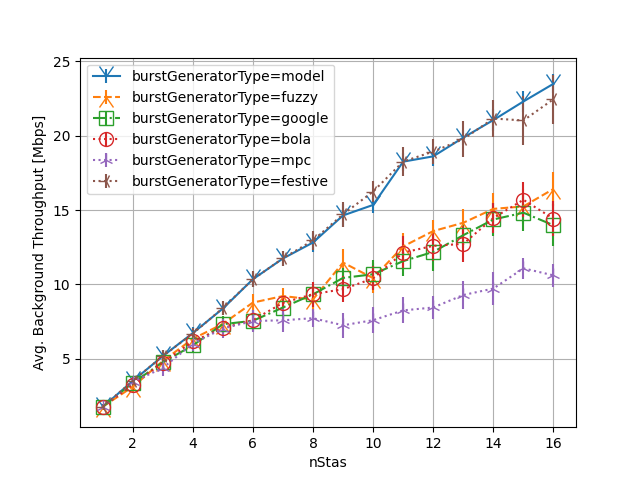 25
20
15
10
5
Avg. Background Throughput [Mbps]
burstGeneratorType=model
burstGeneratorType=fuzzy
burstGeneratorType=google
burstGeneratorType=bola
burstGeneratorType=mpc
burstGeneratorType=festive
2 4 6 8 10 12 14 16
nStas